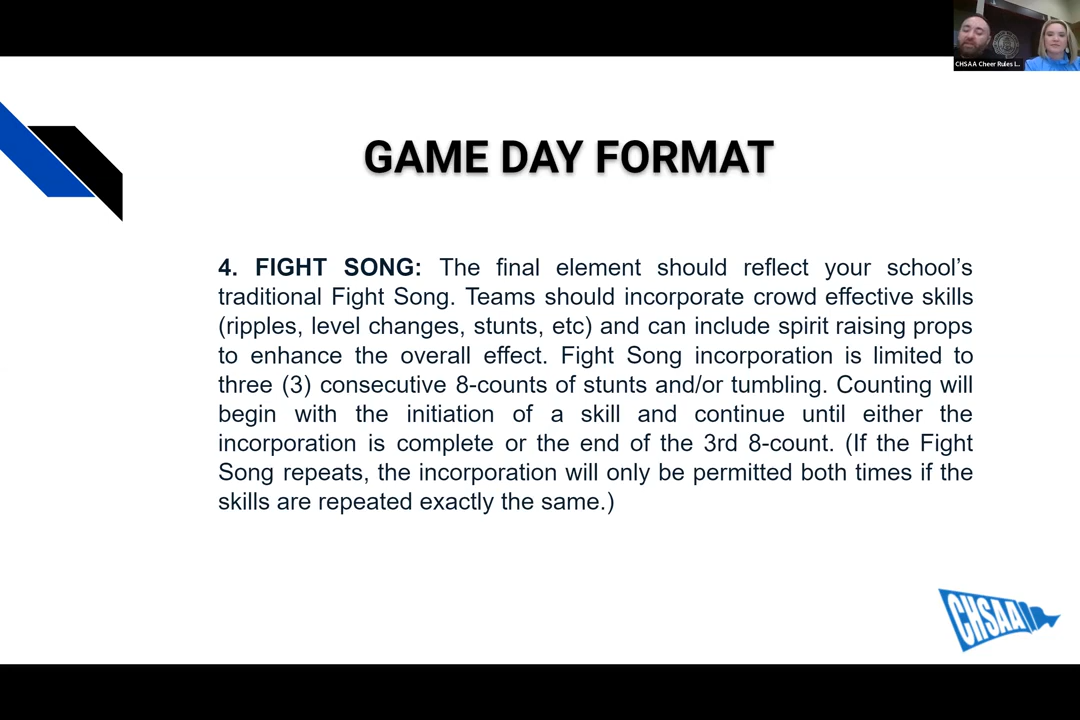 CHSAA Cheer Rules I...
GAME DAY FORMAT
4. FIGHT SONG: The final element should reflect your school’s
traditional Fight Song. Teams should incorporate crowd effective skills
(ripples, level changes, stunts, etc) and can include spirit raising props
to enhance the overall effect. Fight Song incorporation is limited to
three (3) consecutive 8-counts of stunts and/or tumbling. Counting will
begin with the initiation of a skill and continue until either the
incorporation is complete or the end of the 3rd 8-count. (If the Fight
Song repeats, the incorporation will only be permitted both times if the
skills are repeated exactly the same.)
CHSAA